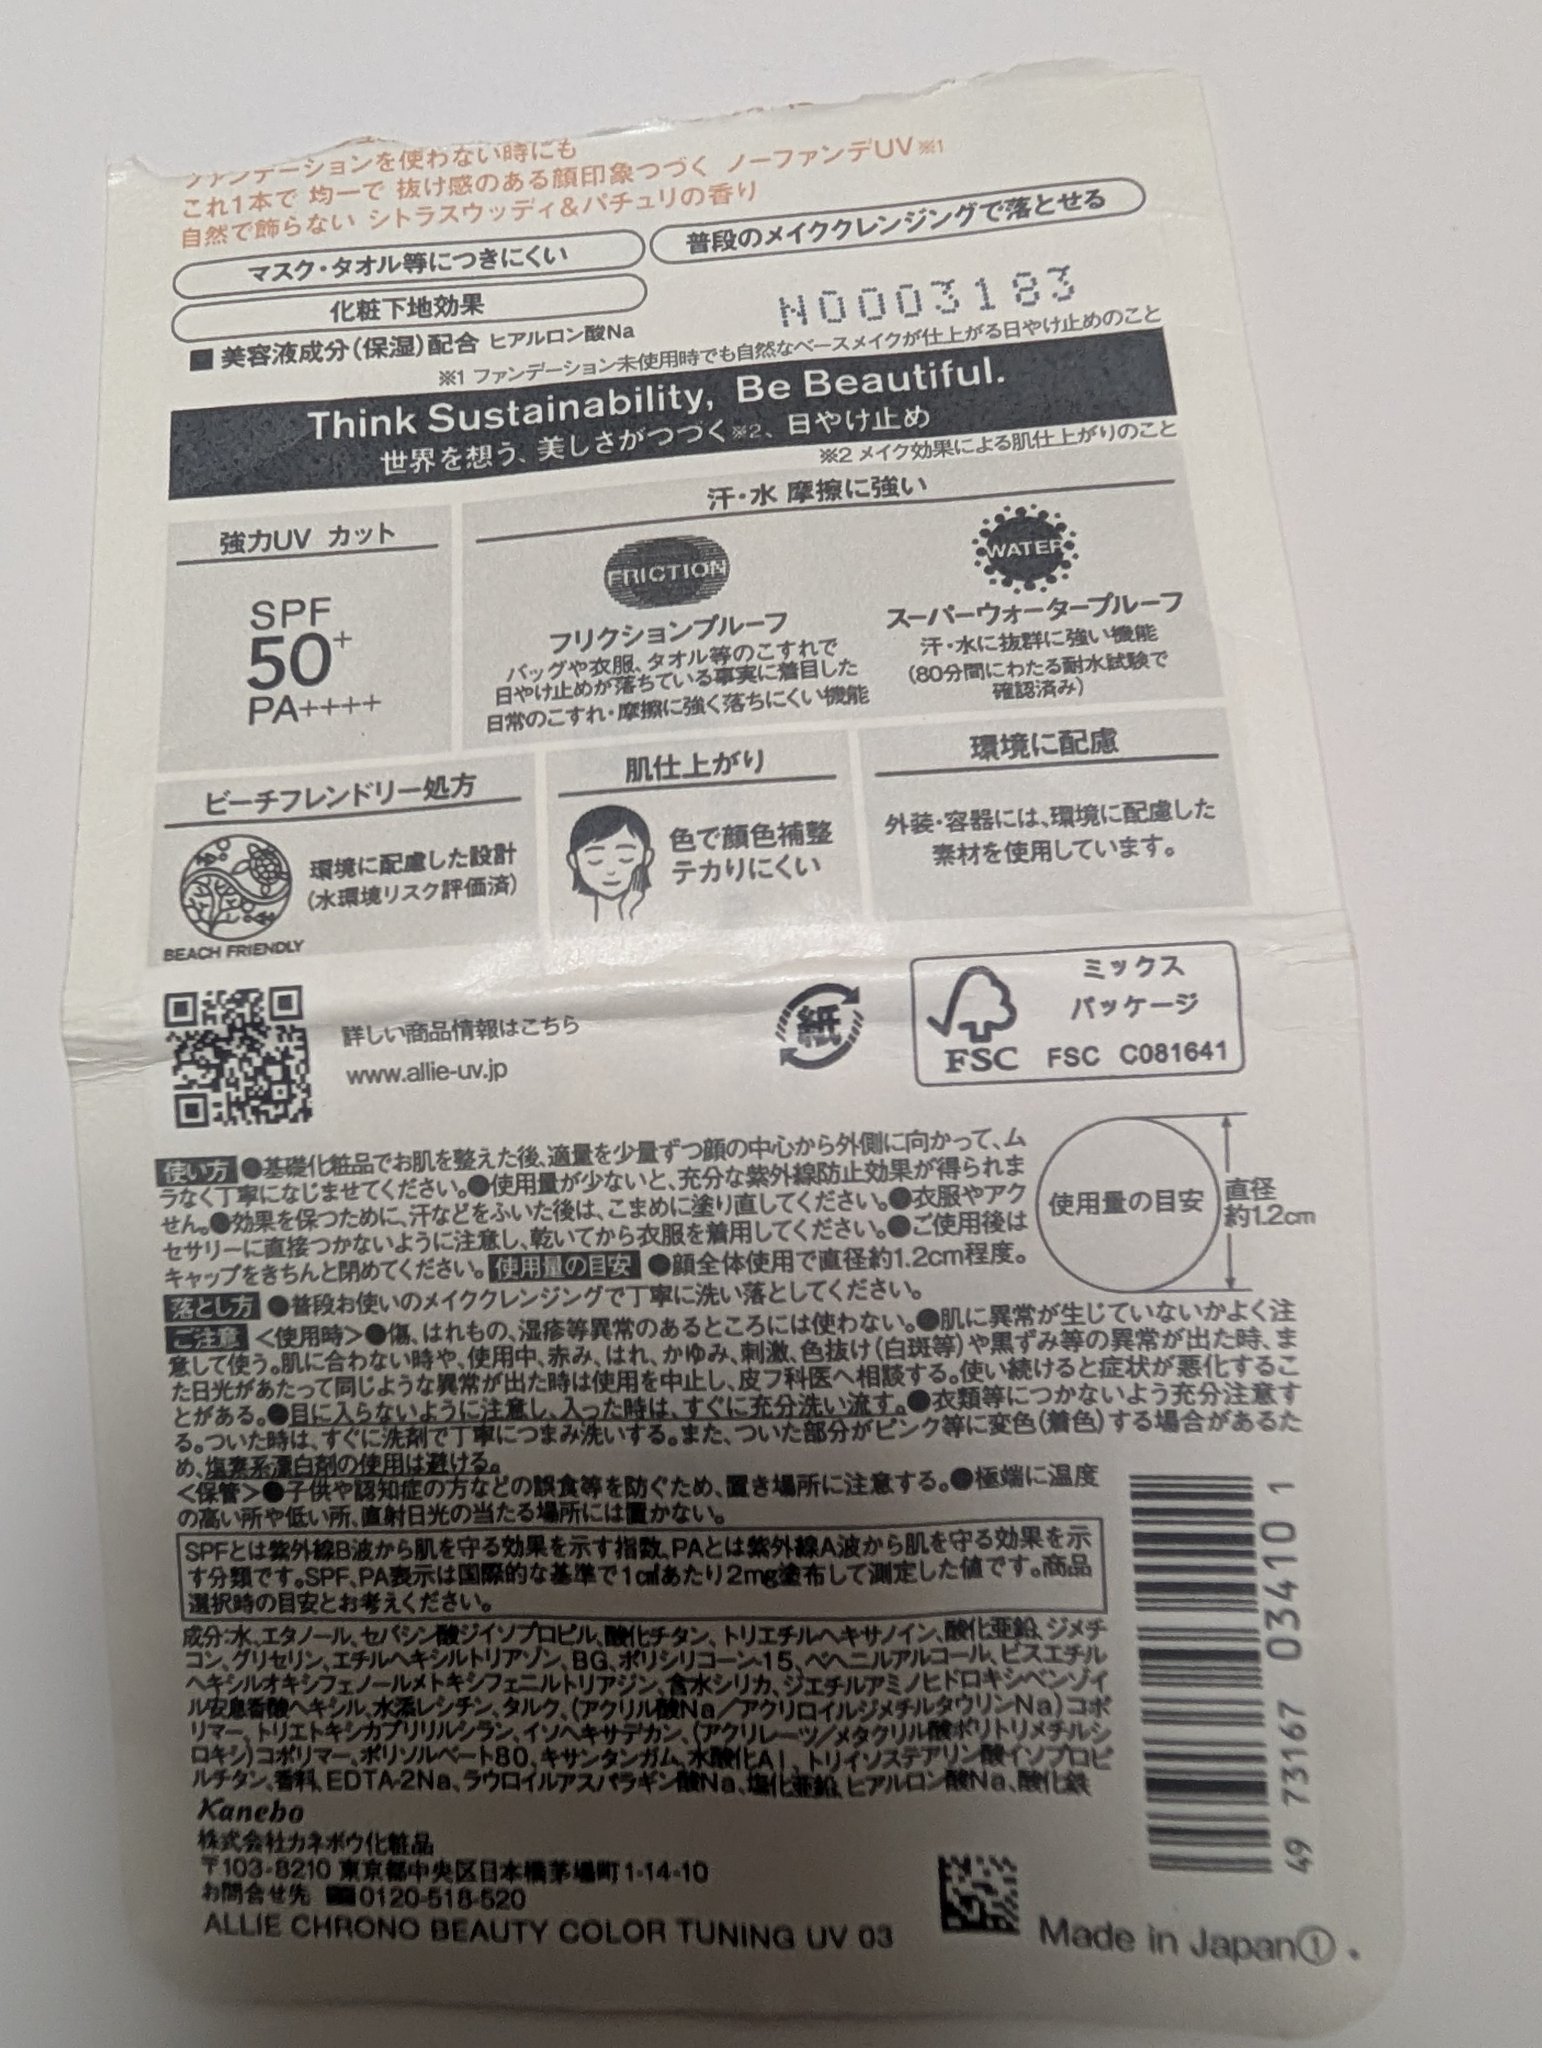 ファンデーションを使わない時にも
これ1本で 均一で 抜け感のある顔印象つづく ノーファンデUV※1
自然で飾らない シトラスウッディ&パチュリの香り
マスク・タオル等につきにくい
普段のメイククレンジングで落とせる
化粧下地効果
N0003183
■ 美容液成分(保湿)配合 ヒアルロン酸Na
※1 ファンデーション未使用時でも自然なベースメイクが仕上がる日やけ止めのこと
Think Sustainability, Be Beautiful.
世界を想う、美しさがつづく※2、日やけ止め
※2 メイク効果による肌仕上がりのこと
強力UV カット
SPF
50+
PA++++
汗・水 摩擦に強い
FRICTION
フリクションプルーフ
バッグや衣服、タオル等のこすれで
日やけ止めが落ちている事実に着目した
日常のこすれ・摩擦に強く落ちにくい機能
WATER
スーパーウォータープルーフ
汗・水に抜群に強い機能
(80分間にわたる耐水試験で
確認済み)
ビーチフレンドリー処方
環境に配慮した設計
(水環境リスク評価済)
BEACH FRIENDLY
肌仕上がり
色で顔色補整
テカりにくい
環境に配慮
外装・容器には、環境に配慮した
素材を使用しています。
詳しい商品情報はこちら
www.allie-uv.jp
紙
FSC
ミックス
パッケージ
FSC C081641
使い方 ●基礎化粧品でお肌を整えた後、適量を少量ずつ顔の中心から外側に向かって、ム
ラなく丁寧になじませてください。●使用量が少ないと、充分な紫外線防止効果が得られま
せん。●効果を保つために、汗などをふいた後は、こまめに塗り直してください。●衣服やアク
セサリーに直接つかないように注意し、乾いてから衣服を着用してください。●ご使用後は
キャップをきちんと閉めてください。 使用量の目安 ●顔全体使用で直径約1.2cm程度。
使用量の目安
直径
約1.2cm
落とし方 ●普段お使いのメイククレンジングで丁寧に洗い落としてください。
ご注意 <使用時>●傷、はれもの、湿疹等異常のあるところには使わない。●肌に異常が生じていないかよく注
意して使う。肌に合わない時や、使用中、赤み、はれ、かゆみ、刺激、色抜け(白斑等)や黒ずみ等の異常が出た時、ま
た日光があたって同じような異常が出た時は使用を中止し、皮フ科医へ相談する。使い続けると症状が悪化するこ
とがある。●目に入らないように注意し、入った時は、すぐに充分洗い流す。●衣類等につかないよう充分注意す
る。ついた時は、すぐに洗剤で丁寧につまみ洗いする。また、ついた部分がピンク等に変色(着色)する場合があるた
め、塩素系漂白剤の使用は避ける。
<保管>●子供や認知症の方などの誤食等を防ぐため、置き場所に注意する。●極端に温度
の高い所や低い所、直射日光の当たる場所には置かない。
SPFとは紫外線B波から肌を守る効果を示す指数、PAとは紫外線A波から肌を守る効果を示
す分類です。SPF、PA表示は国際的な基準で1c㎡あたり2mg塗布して測定した値です。商品
選択時の目安とお考えください。
成分:水、エタノール、セバシン酸ジイソプロピル、酸化チタン、トリエチルヘキサノイン、酸化亜鉛、ジメチ
コン、グリセリン、エチルヘキシルトリアゾン、BG、ポリシリコーン-15、ベヘニルアルコール、ビスエチル
ヘキシルオキシフェノールメトキシフェニルトリアジン、含水シリカ、ジエチルアミノヒドロキシベンゾイ
ル安息香酸ヘキシル、水添レシチン、タルク、(アクリル酸Na/アクリロイルジメチルタウリンNa)コポ
リマー、トリエトキシカプリリルシラン、イソヘキサデカン、(アクリレーツ/メタクリル酸ポリトリメチルシ
ロキシ)コポリマー、ポリソルベート80、キサンタンガム、水酸化Al、トリイソステアリン酸イソプロピ
ルチタン、香料、EDTA-2Na、ラウロイルアスパラギン酸Na、塩化亜鉛、ヒアルロン酸Na、酸化鉄
Kanebo
株式会社カネボウ化粧品
〒103-8210 東京都中央区日本橋茅場町1-14-10
お問合せ先 0120-518-520
ALLIE CHRONO BEAUTY COLOR TUNING UV 03
Made in Japan①
49 73167 03410 1